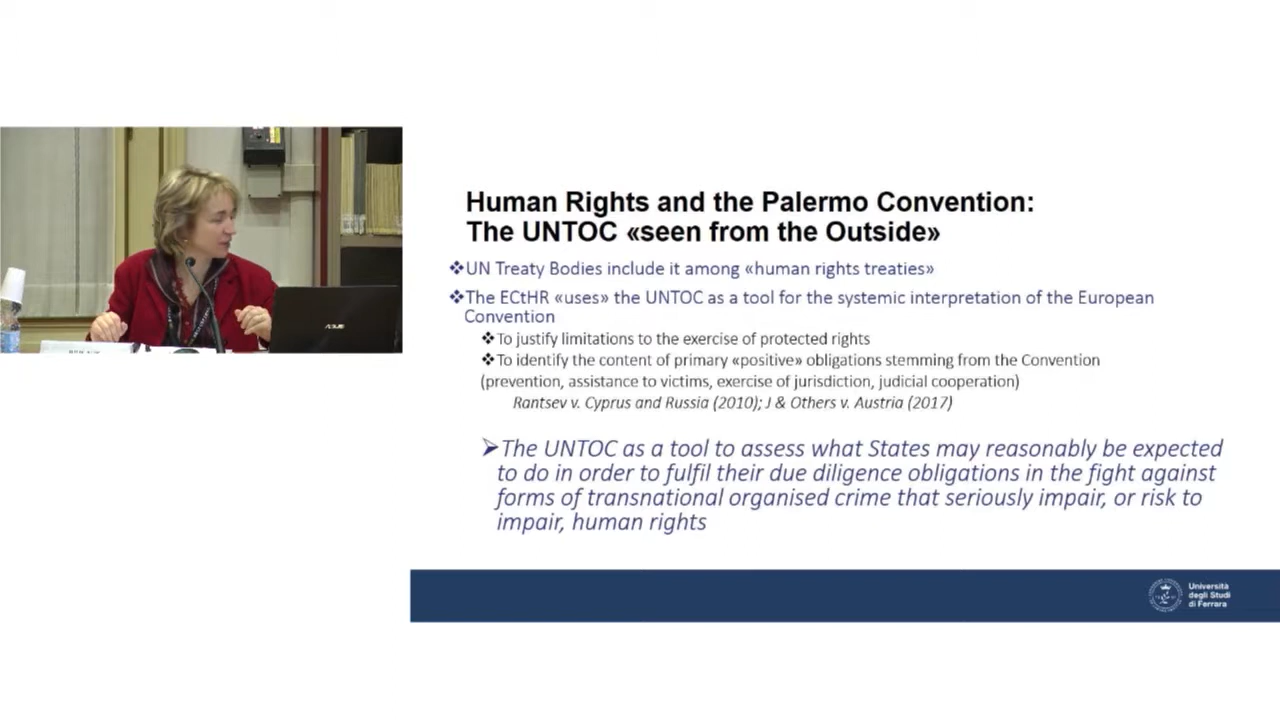 Human Rights and the Palermo Convention:
The UNTOC «seen from the Outside»
❖UN Treaty Bodies include it among «human rights treaties»
❖The ECtHR «uses» the UNTOC as a tool for the systemic interpretation of the European
Convention
❖To justify limitations to the exercise of protected rights
❖To identify the content of primary «positive» obligations stemming from the Convention
(prevention, assistance to victims, exercise of jurisdiction, judicial cooperation)
Rantsev v. Cyprus and Russia (2010); J & Others v. Austria (2017)
➢The UNTOC as a tool to assess what States may reasonably be expected
to do in order to fulfil their due diligence obligations in the fight against
forms of transnational organised crime that seriously impair, or risk to
impair, human rights
Università
degli Studi
di Ferrara
ASUS